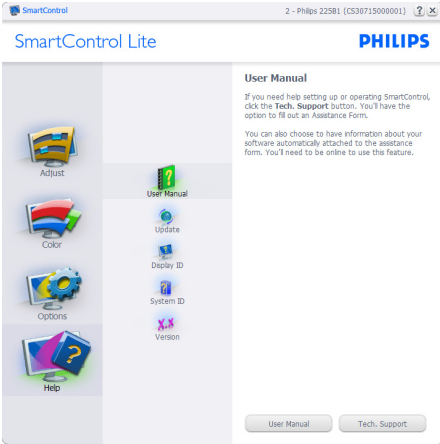 SmartControl
2 - Philips 225B1 (CS30715000001)
SmartControl Lite
PHILIPS
Adjust
Color
Options
Help
User Manual
Update
Display ID
System ID
X.X
Version
User Manual
If you need help setting up or operating SmartControl,
click the Tech. Support button. You'll have the
option to fill out an Assistance Form.
You can also choose to have information about your
software automatically attached to the assistance
form. You'll need to be online to use this feature.
User Manual
Tech. Support